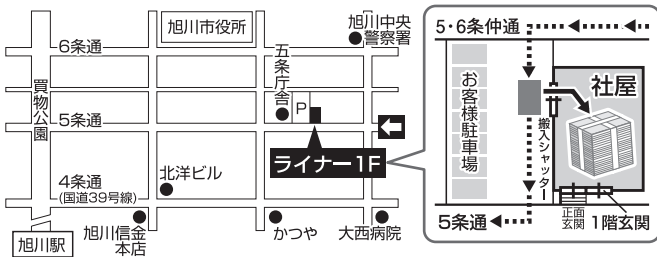 旭川市役所
旭川中央
警察署
6条通
五条庁舎
買物公園
P
5条通
ライナー1F
北洋ビル
4条通
(国道39号線)
旭川駅
旭川信金
本店
かつや
大西病院
5・6条仲通
お客様駐車場
社屋
搬入シャッター
正面
玄関
1階玄関
5条通